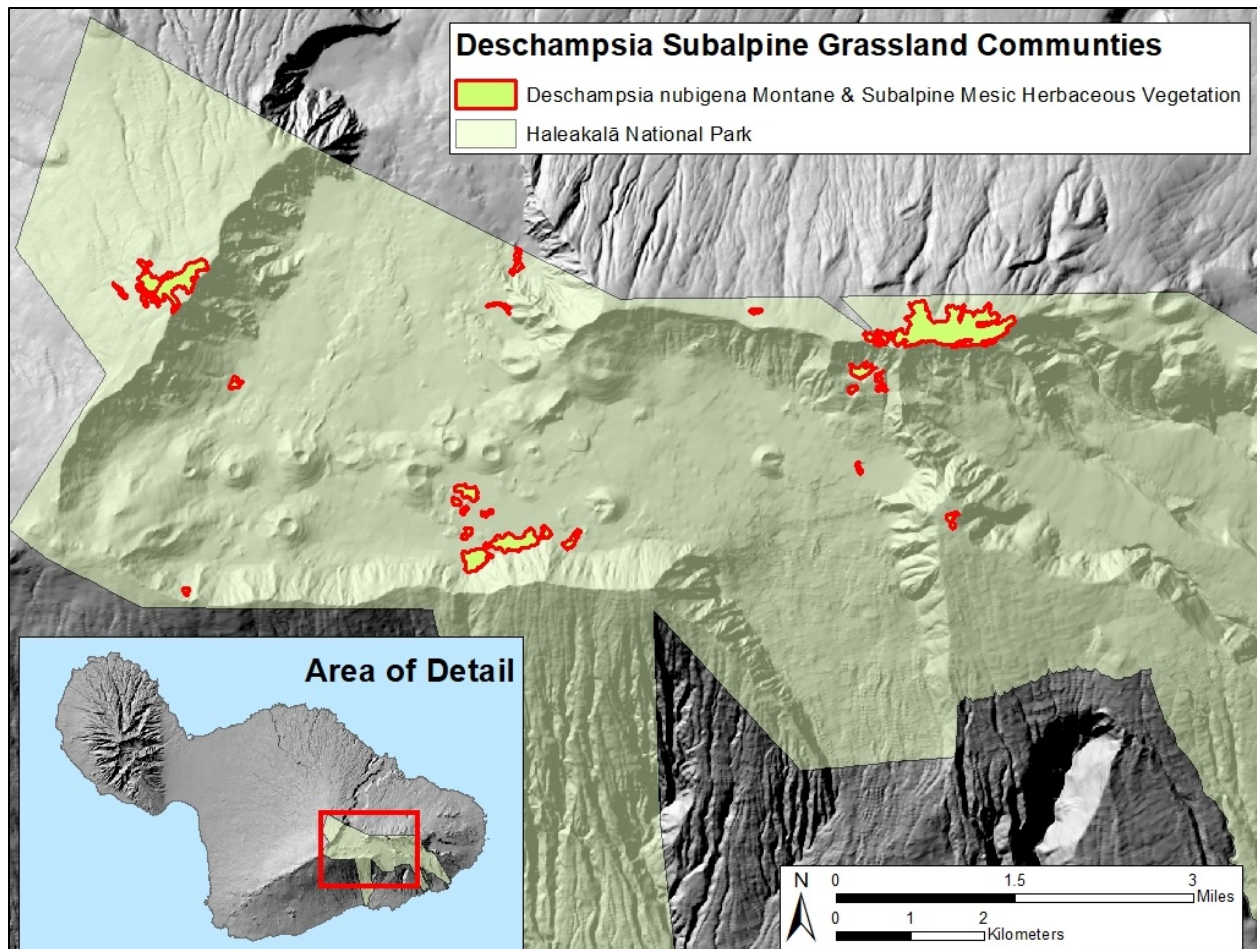 Deschampsia Subalpine Grassland Communties
Deschampsia nubigena Montane & Subalpine Mesic Herbaceous Vegetation
Haleakalā National Park
Area of Detail
N
0 1.5 3
Miles
0 1 2
Kilometers